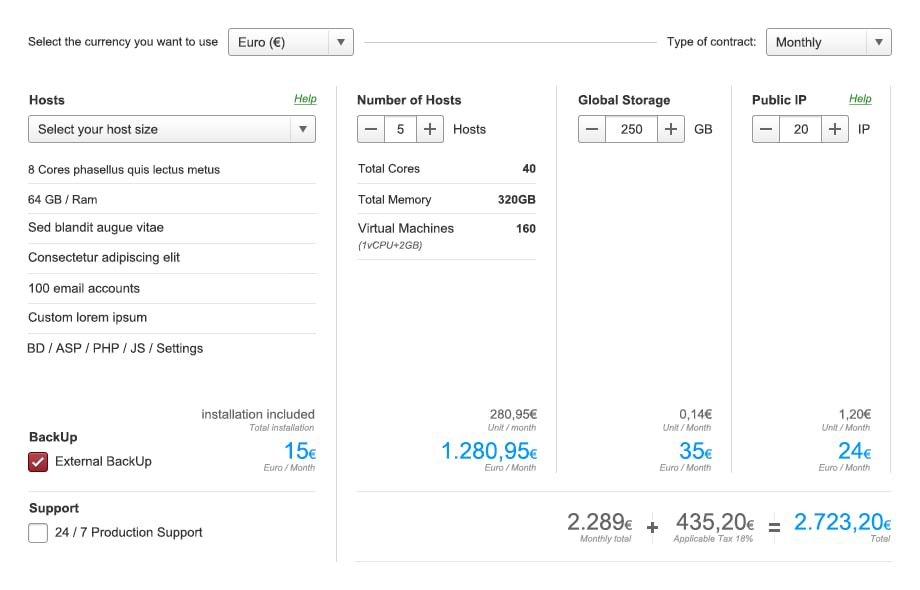 Select the currency you want to use
Euro (€)
Type of contract:
Monthly
Hosts
Help
Select your host size
8 Cores phasellus quis lectus metus
64 GB / Ram
Sed blandit augue vitae
Consectetur adipiscing elit
100 email accounts
Custom lorem ipsum
BD / ASP / PHP / JS / Settings
installation included
Total installation
BackUp
15€
External BackUp
Euro / Month
Support
24 / 7 Production Support
Number of Hosts
5
Hosts
Total Cores 40
Total Memory 320GB
Virtual Machines 160
(1vCPU+2GB)
280,95€
Unit / month
1.280,95€
Euro / Month
Global Storage
250
GB
0,14€
Unit / Month
35€
Euro / Month
Public IP
Help
20
IP
1,20€
Unit / Month
24€
Euro / Month
2.289€ + 435,20€ = 2.723,20€
Monthly total
Applicable Tax 18%
Total